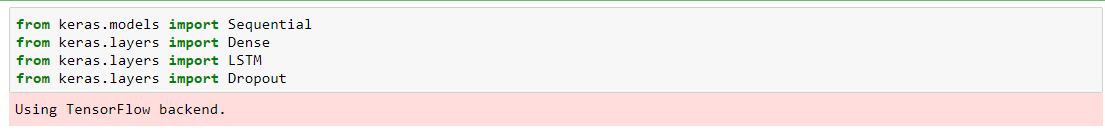 from keras.models import Sequential
from keras.layers import Dense
from keras.layers import LSTM
from keras.layers import Dropout
Using TensorFlow backend.